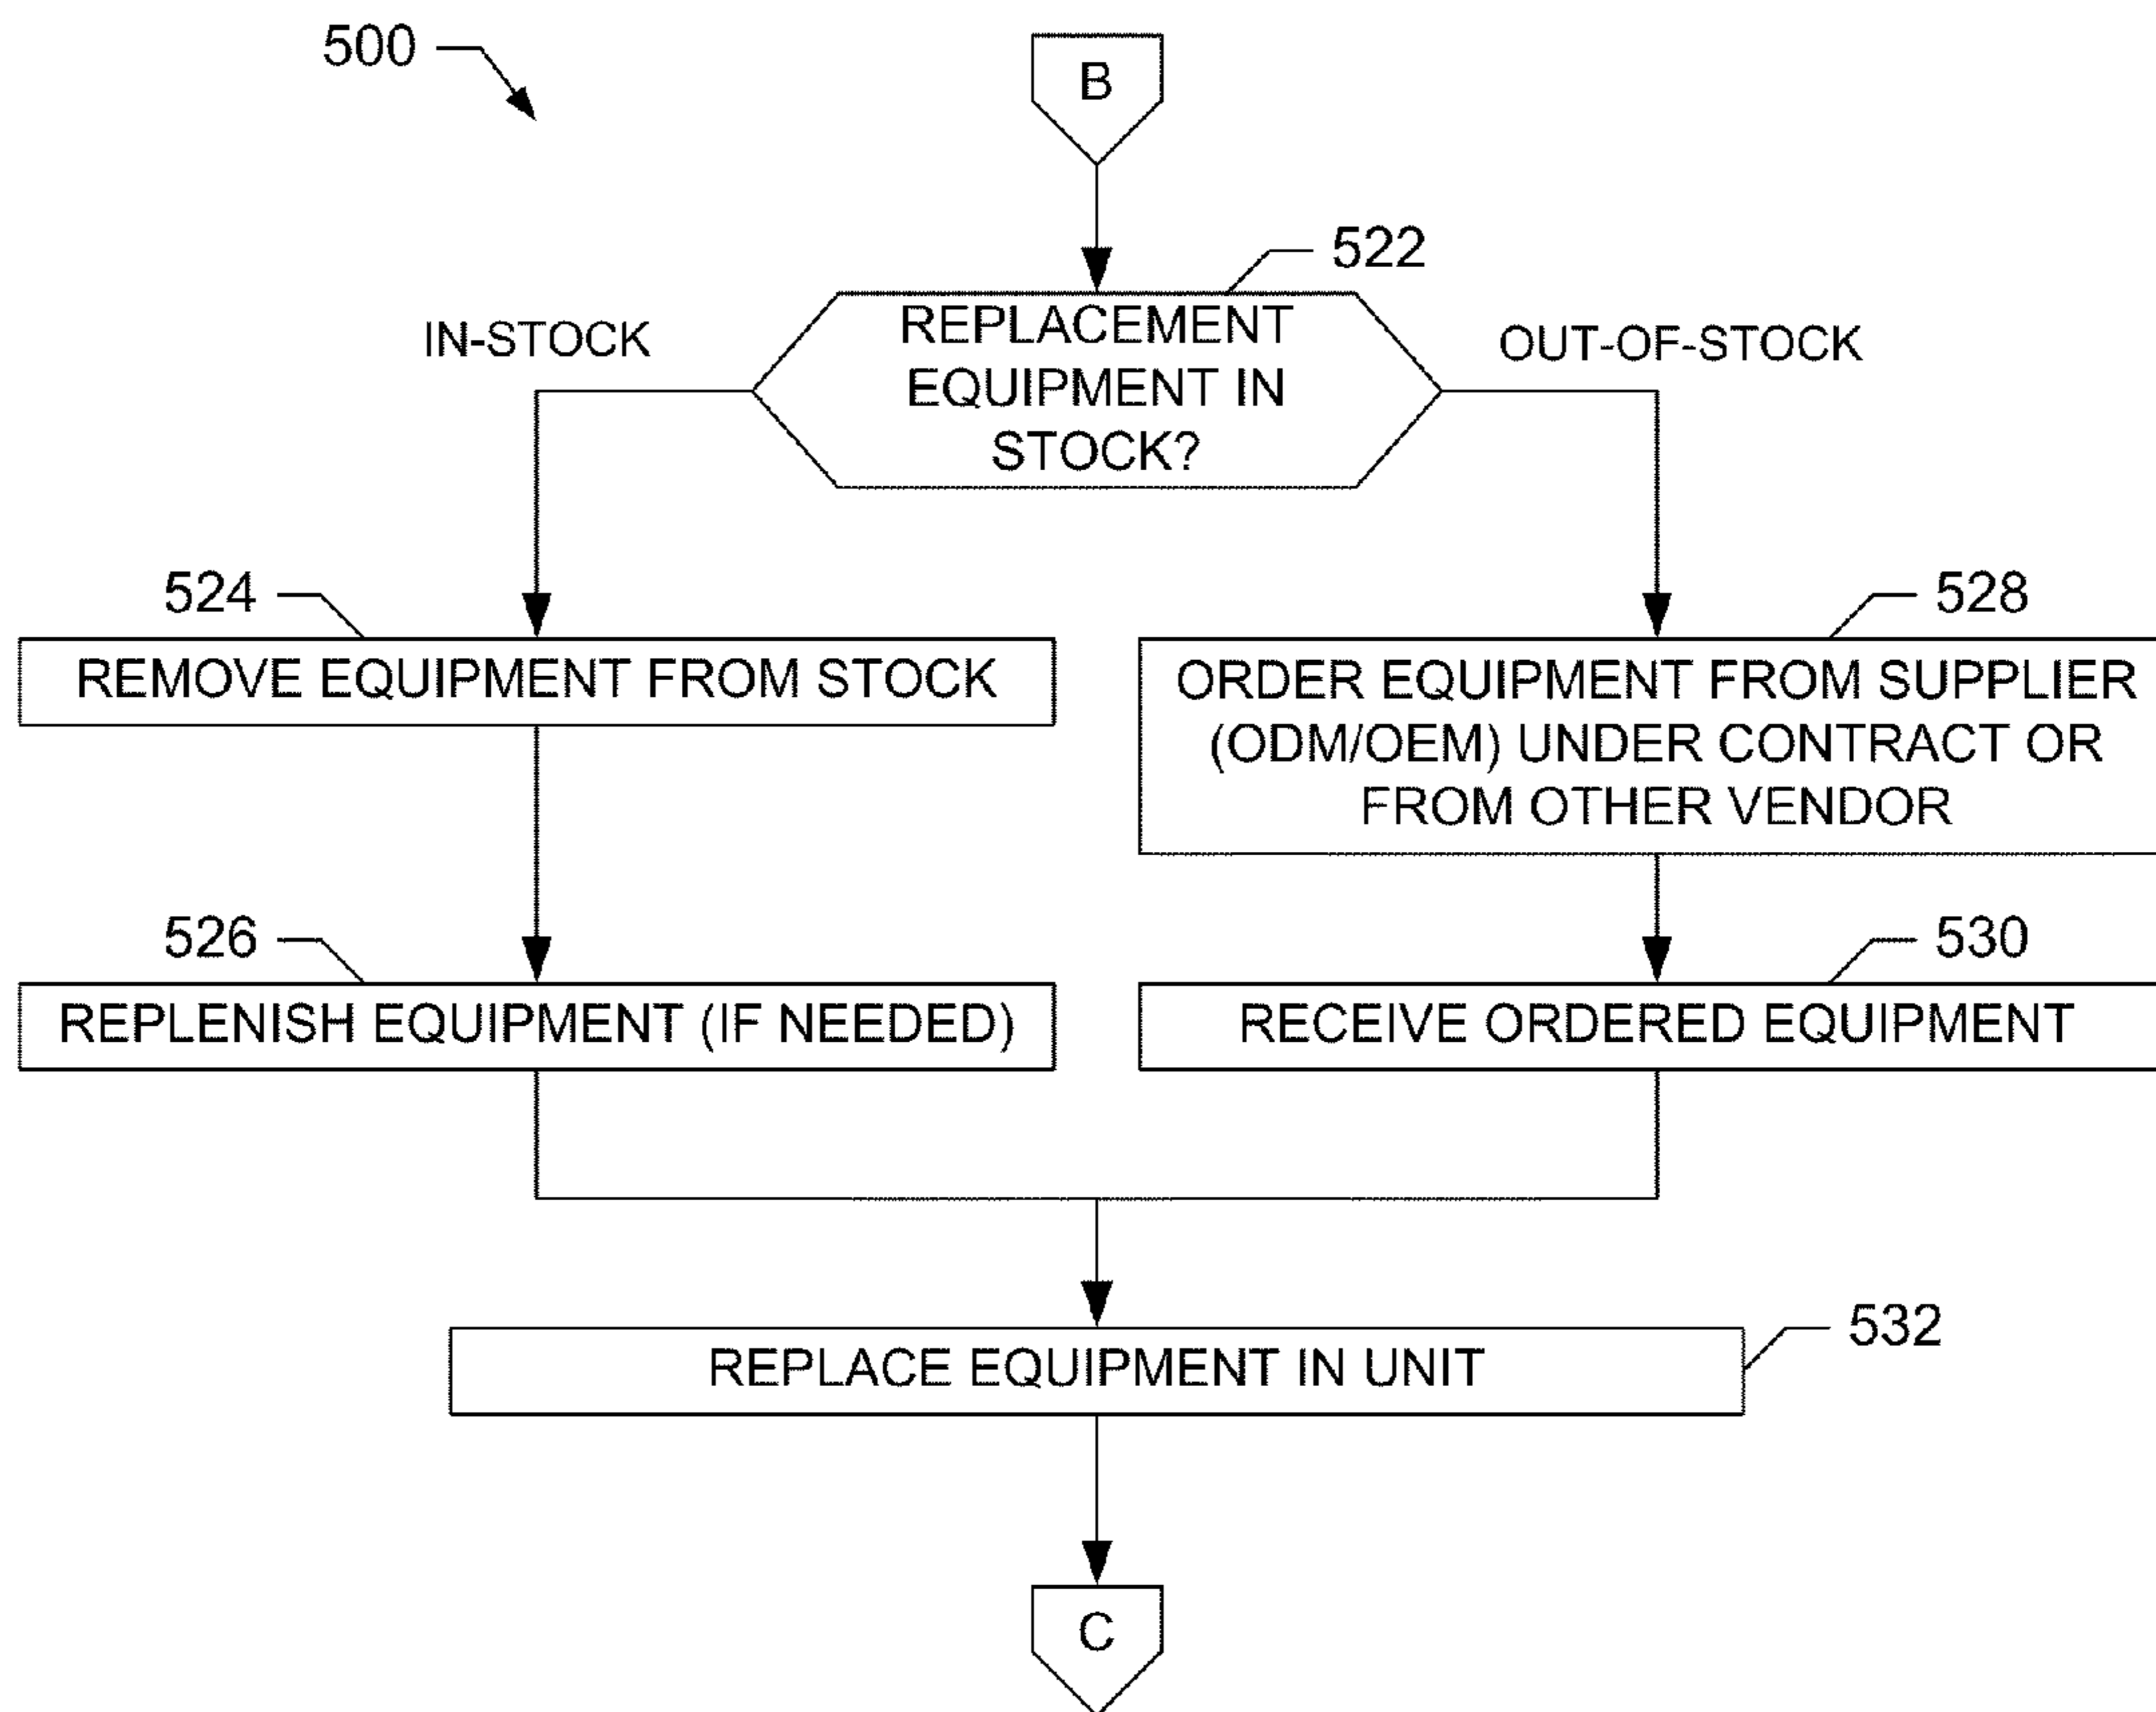 500
B
522
REPLACEMENT
EQUIPMENT IN
STOCK?
IN-STOCK
OUT-OF-STOCK
524
REMOVE EQUIPMENT FROM STOCK
528
ORDER EQUIPMENT FROM SUPPLIER
(ODM/OEM) UNDER CONTRACT OR
FROM OTHER VENDOR
526
REPLENISH EQUIPMENT (IF NEEDED)
530
RECEIVE ORDERED EQUIPMENT
532
REPLACE EQUIPMENT IN UNIT
C